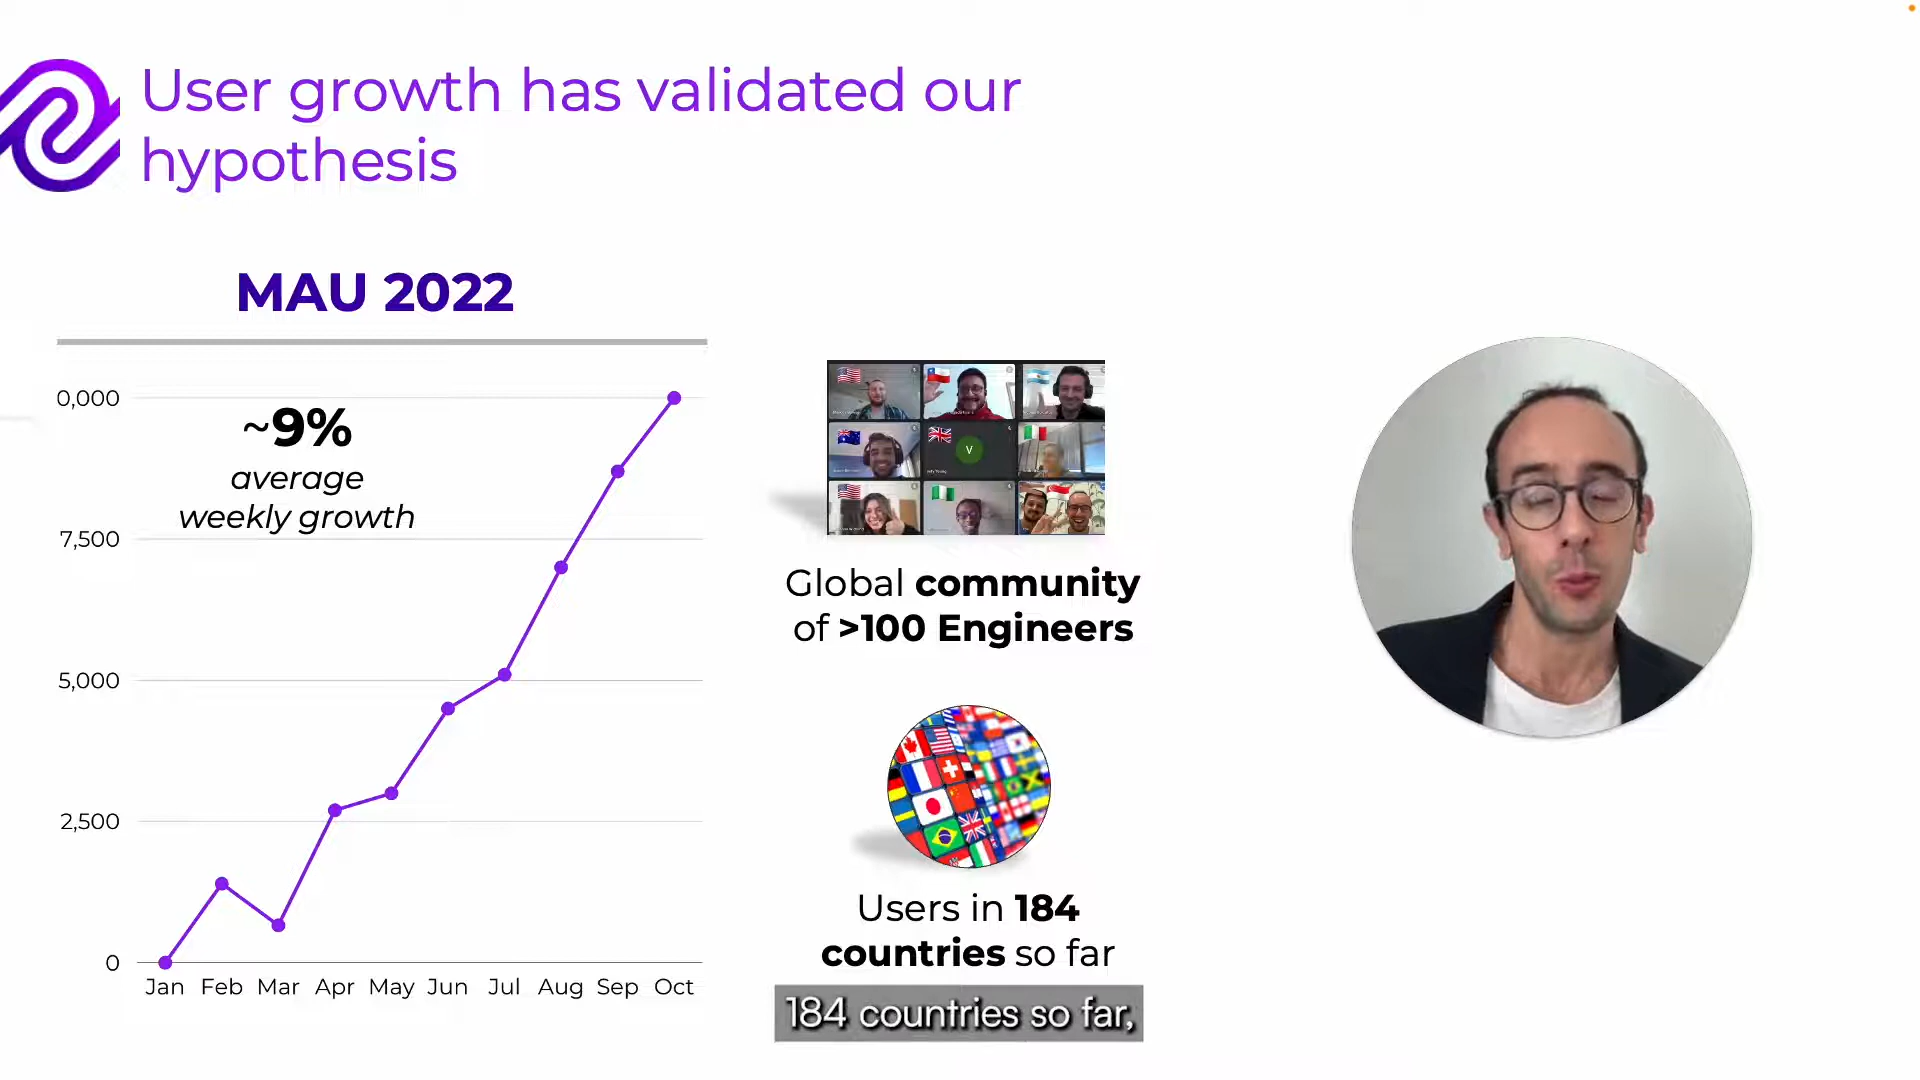 User growth has validated our
hypothesis
MAU 2022
0,000
~9%
average
weekly growth
7,500
5,000
2,500
0
Jan Feb Mar Apr May Jun Jul Aug Sep Oct
V
Global community
of >100 Engineers
Users in 184
countries so far
184 countries so far,